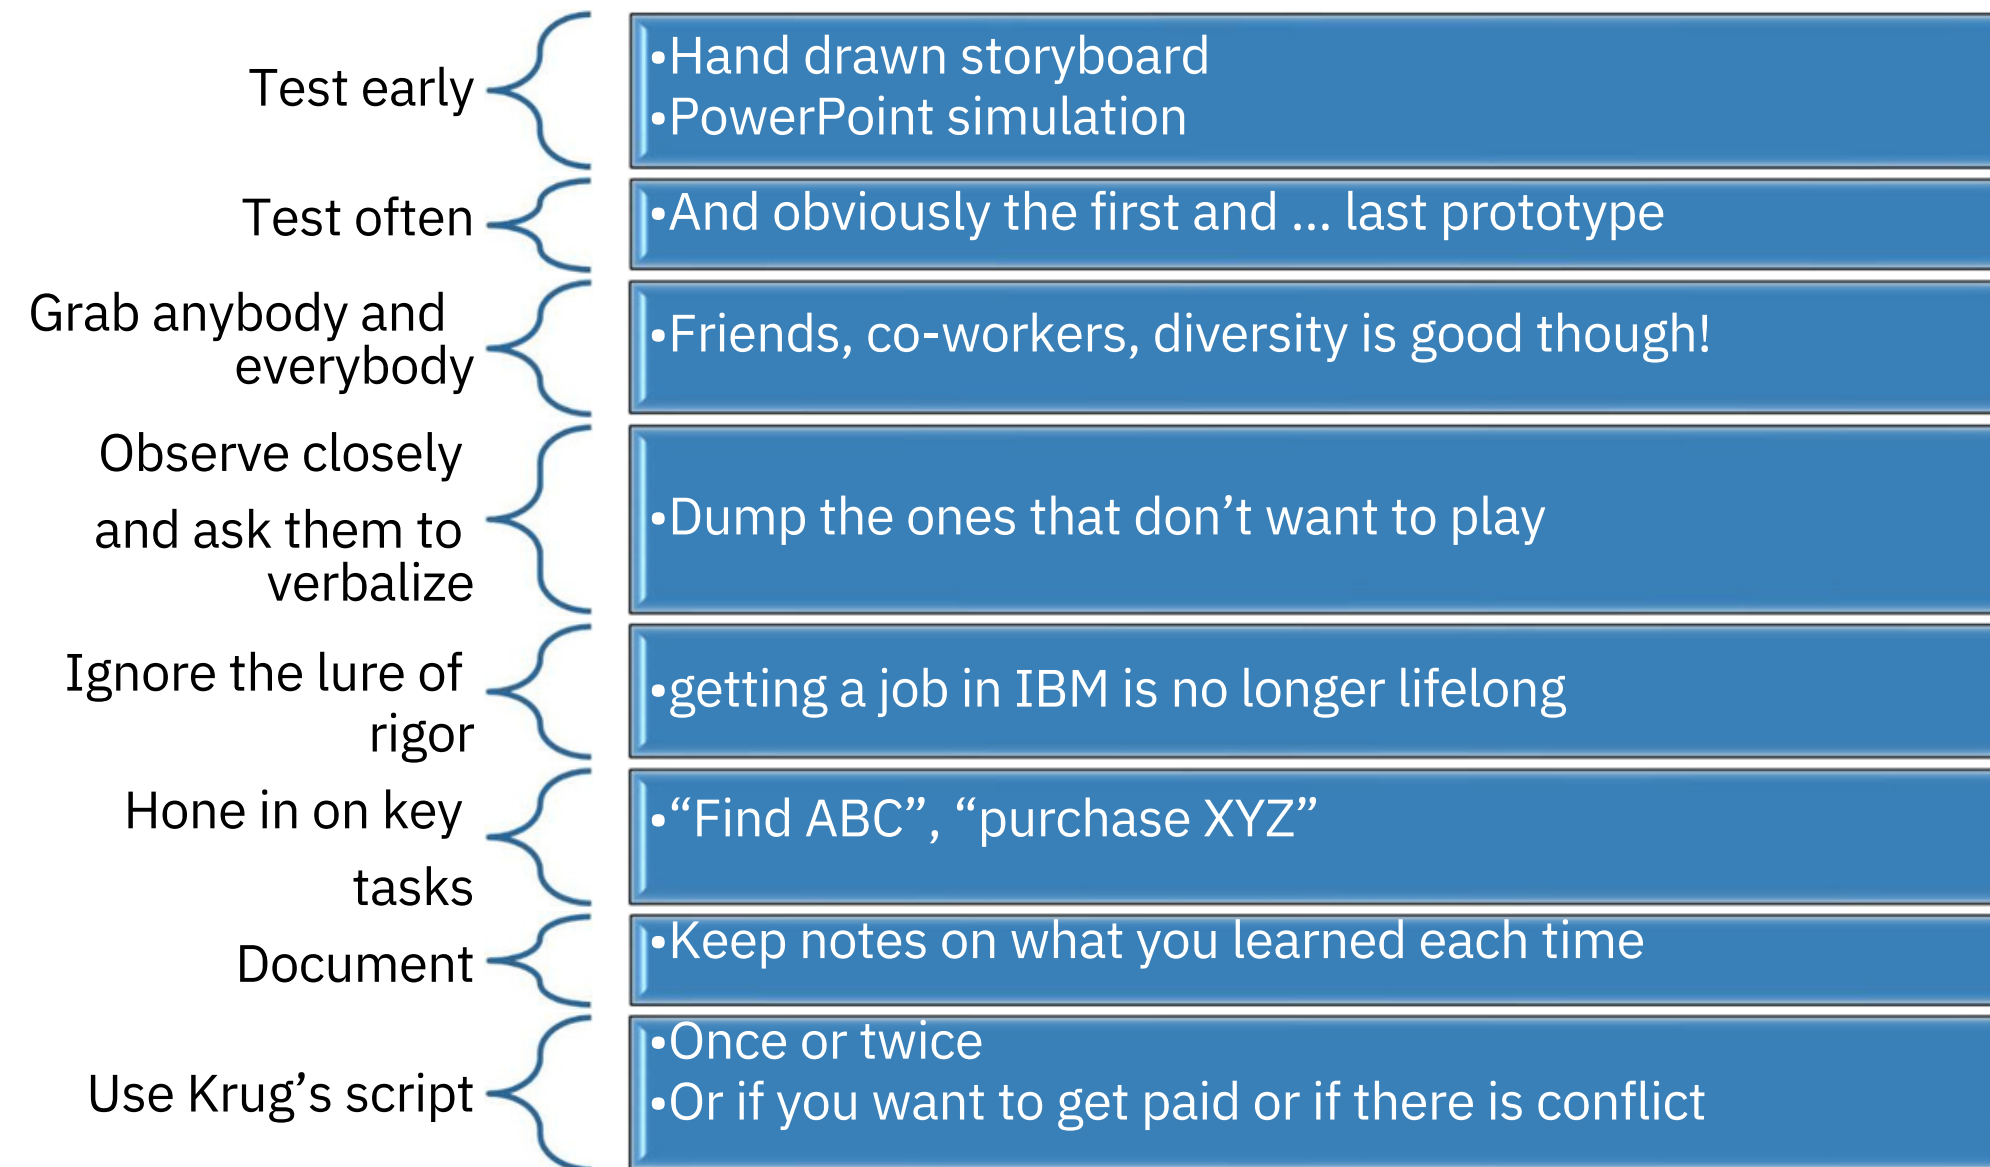 Test early
•Hand drawn storyboard
•PowerPoint simulation
Test often
•And obviously the first and ... last prototype
Grab anybody and
everybody
•Friends, co-workers, diversity is good though!
Observe closely
and ask them to
verbalize
•Dump the ones that don’t want to play
Ignore the lure of
rigor
•getting a job in IBM is no longer lifelong
Hone in on key
tasks
•“Find ABC”, “purchase XYZ”
Document
•Keep notes on what you learned each time
Use Krug’s script
•Once or twice
•Or if you want to get paid or if there is conflict